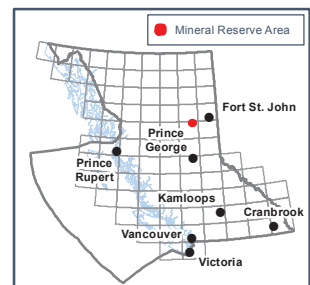 Mineral Reserve Area
Fort St. John
Prince
George
Prince
Rupert
Kamloops
Cranbrook
Vancouver
Victoria